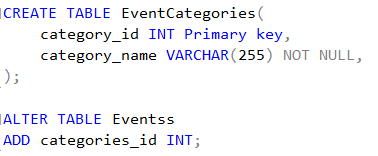 CREATE TABLE EventCategories(
    category_id INT Primary key,
    category_name VARCHAR(255) NOT NULL,
);
ALTER TABLE Eventss
ADD categories_id INT;